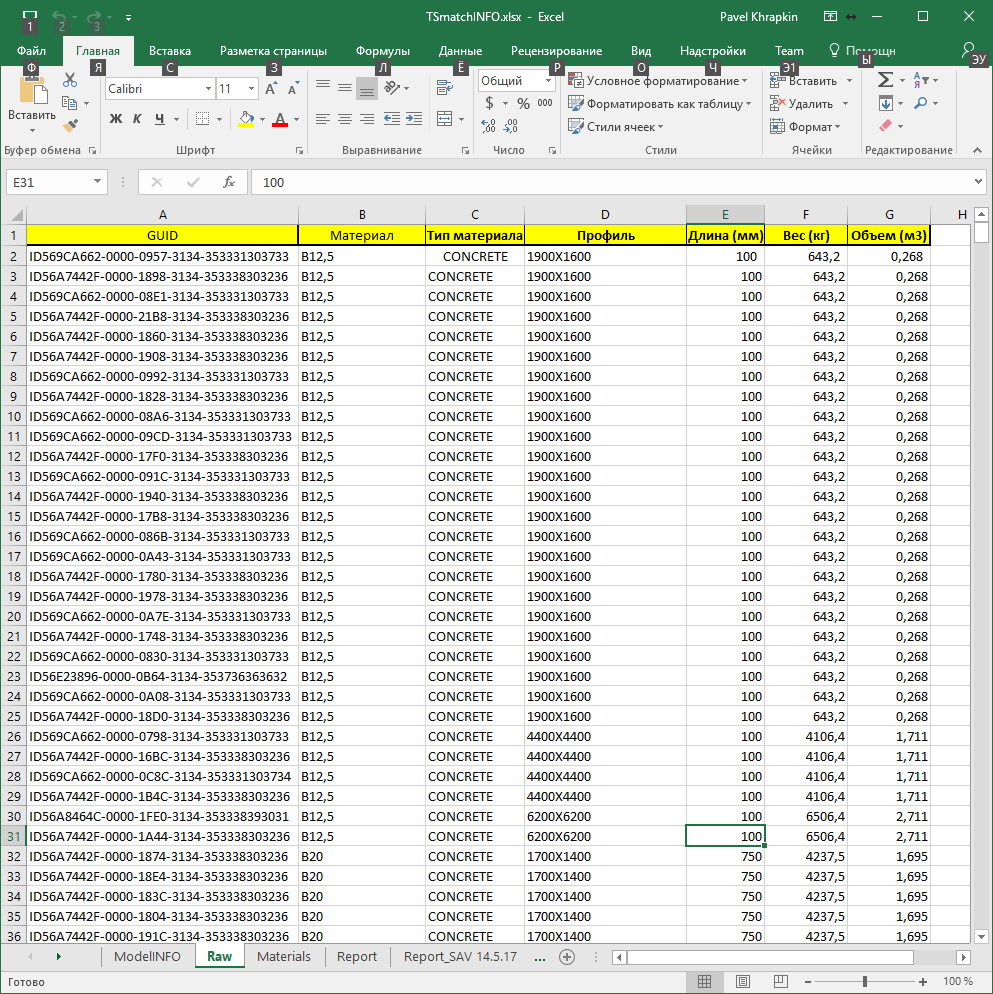 TSmatchINFO.xlsx - Excel
Pavel Khrapkin
1 2 3
Файл Главная Вставка Разметка страницы Формулы Данные Рецензирование Вид Надстройки Team Помощн
Ф Я С З Л Ё Р О Ч Э1 Ы ЭУ
Вставить
Calibri 11
Ж К Ч
Общий
$ % 000
Условное форматирование
Форматировать как таблицу
Стили ячеек
Вставить
Удалить
Формат
Буфер обмена Шрифт Выравнивание Число Стили Ячейки Редактирование
E31 fx 100
A B C D E F G H
1 GUID Материал Тип материала Профиль Длина (мм) Вес (кг) Объем (м3)
2 ID569CA662-0000-0957-3134-353331303733 B12,5 CONCRETE 1900X1600 100 643,2 0,268
3 ID56A7442F-0000-1898-3134-353338303236 B12,5 CONCRETE 1900X1600 100 643,2 0,268
4 ID569CA662-0000-08E1-3134-353331303733 B12,5 CONCRETE 1900X1600 100 643,2 0,268
5 ID56A7442F-0000-21B8-3134-353338303236 B12,5 CONCRETE 1900X1600 100 643,2 0,268
6 ID56A7442F-0000-1860-3134-353338303236 B12,5 CONCRETE 1900X1600 100 643,2 0,268
7 ID56A7442F-0000-1908-3134-353338303236 B12,5 CONCRETE 1900X1600 100 643,2 0,268
8 ID569CA662-0000-0992-3134-353331303733 B12,5 CONCRETE 1900X1600 100 643,2 0,268
9 ID56A7442F-0000-1828-3134-353338303236 B12,5 CONCRETE 1900X1600 100 643,2 0,268
10 ID569CA662-0000-08A6-3134-353331303733 B12,5 CONCRETE 1900X1600 100 643,2 0,268
11 ID569CA662-0000-09CD-3134-353331303733 B12,5 CONCRETE 1900X1600 100 643,2 0,268
12 ID56A7442F-0000-17F0-3134-353338303236 B12,5 CONCRETE 1900X1600 100 643,2 0,268
13 ID569CA662-0000-091C-3134-353331303733 B12,5 CONCRETE 1900X1600 100 643,2 0,268
14 ID56A7442F-0000-1940-3134-353338303236 B12,5 CONCRETE 1900X1600 100 643,2 0,268
15 ID56A7442F-0000-17B8-3134-353338303236 B12,5 CONCRETE 1900X1600 100 643,2 0,268
16 ID569CA662-0000-086B-3134-353331303733 B12,5 CONCRETE 1900X1600 100 643,2 0,268
17 ID569CA662-0000-0A43-3134-353331303733 B12,5 CONCRETE 1900X1600 100 643,2 0,268
18 ID56A7442F-0000-1780-3134-353338303236 B12,5 CONCRETE 1900X1600 100 643,2 0,268
19 ID56A7442F-0000-1978-3134-353338303236 B12,5 CONCRETE 1900X1600 100 643,2 0,268
20 ID569CA662-0000-0A7E-3134-353331303733 B12,5 CONCRETE 1900X1600 100 643,2 0,268
21 ID56A7442F-0000-1748-3134-353338303236 B12,5 CONCRETE 1900X1600 100 643,2 0,268
22 ID569CA662-0000-0830-3134-353331303733 B12,5 CONCRETE 1900X1600 100 643,2 0,268
23 ID56E23896-0000-0B64-3134-353736363632 B12,5 CONCRETE 1900X1600 100 643,2 0,268
24 ID569CA662-0000-0A08-3134-353331303733 B12,5 CONCRETE 1900X1600 100 643,2 0,268
25 ID56A7442F-0000-18D0-3134-353338303236 B12,5 CONCRETE 1900X1600 100 643,2 0,268
26 ID569CA662-0000-0798-3134-353331303733 B12,5 CONCRETE 4400X4400 100 4106,4 1,711
27 ID56A7442F-0000-16BC-3134-353338303236 B12,5 CONCRETE 4400X4400 100 4106,4 1,711
28 ID569CA662-0000-0C8C-3134-353331303734 B12,5 CONCRETE 4400X4400 100 4106,4 1,711
29 ID56A7442F-0000-1B4C-3134-353338303236 B12,5 CONCRETE 4400X4400 100 4106,4 1,711
30 ID56A8464C-0000-1FE0-3134-353338393031 B12,5 CONCRETE 6200X6200 100 6506,4 2,711
31 ID56A7442F-0000-1A44-3134-353338303236 B12,5 CONCRETE 6200X6200 100 6506,4 2,711
32 ID56A7442F-0000-1874-3134-353338303236 B20 CONCRETE 1700X1400 750 4237,5 1,695
33 ID56A7442F-0000-18E4-3134-353338303236 B20 CONCRETE 1700X1400 750 4237,5 1,695
34 ID56A7442F-0000-183C-3134-353338303236 B20 CONCRETE 1700X1400 750 4237,5 1,695
35 ID56A7442F-0000-1804-3134-353338303236 B20 CONCRETE 1700X1400 750 4237,5 1,695
36 ID56A7442F-0000-191C-3134-353338303236 B20 CONCRETE 1700X1400 750 4237,5 1,695
ModelINFO Raw Materials Report Report_SAV 14.5.17 ...
Готово 100 %